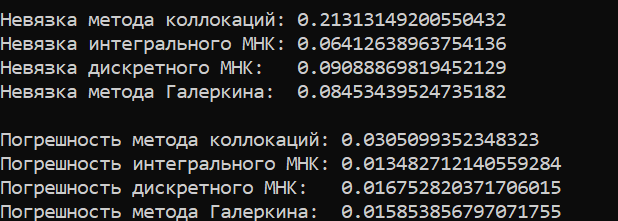 Невязка метода коллокаций: 0.21313149200550432
Невязка интегрального МНК: 0.06412638963754136
Невязка дискретного МНК:   0.09088869819452129
Невязка метода Галеркина:  0.08453439524735182
Погрешность метода коллокаций: 0.0305099352348323
Погрешность интегрального МНК: 0.013482712140559284
Погрешность дискретного МНК:   0.016752820371706015
Погрешность метода Галеркина:  0.015853856797071755